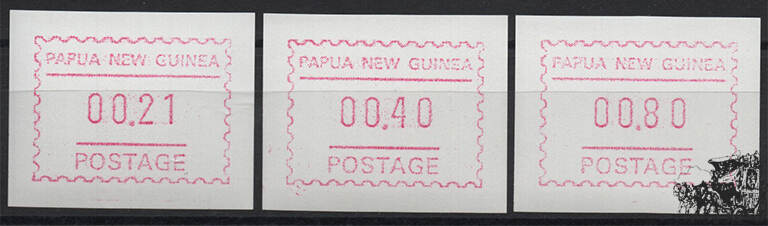 PAPUA NEW GUINEA
00.21
POSTAGE
PAPUA NEW GUINEA
00.40
POSTAGE
PAPUA NEW GUINEA
00.80
POSTAGE